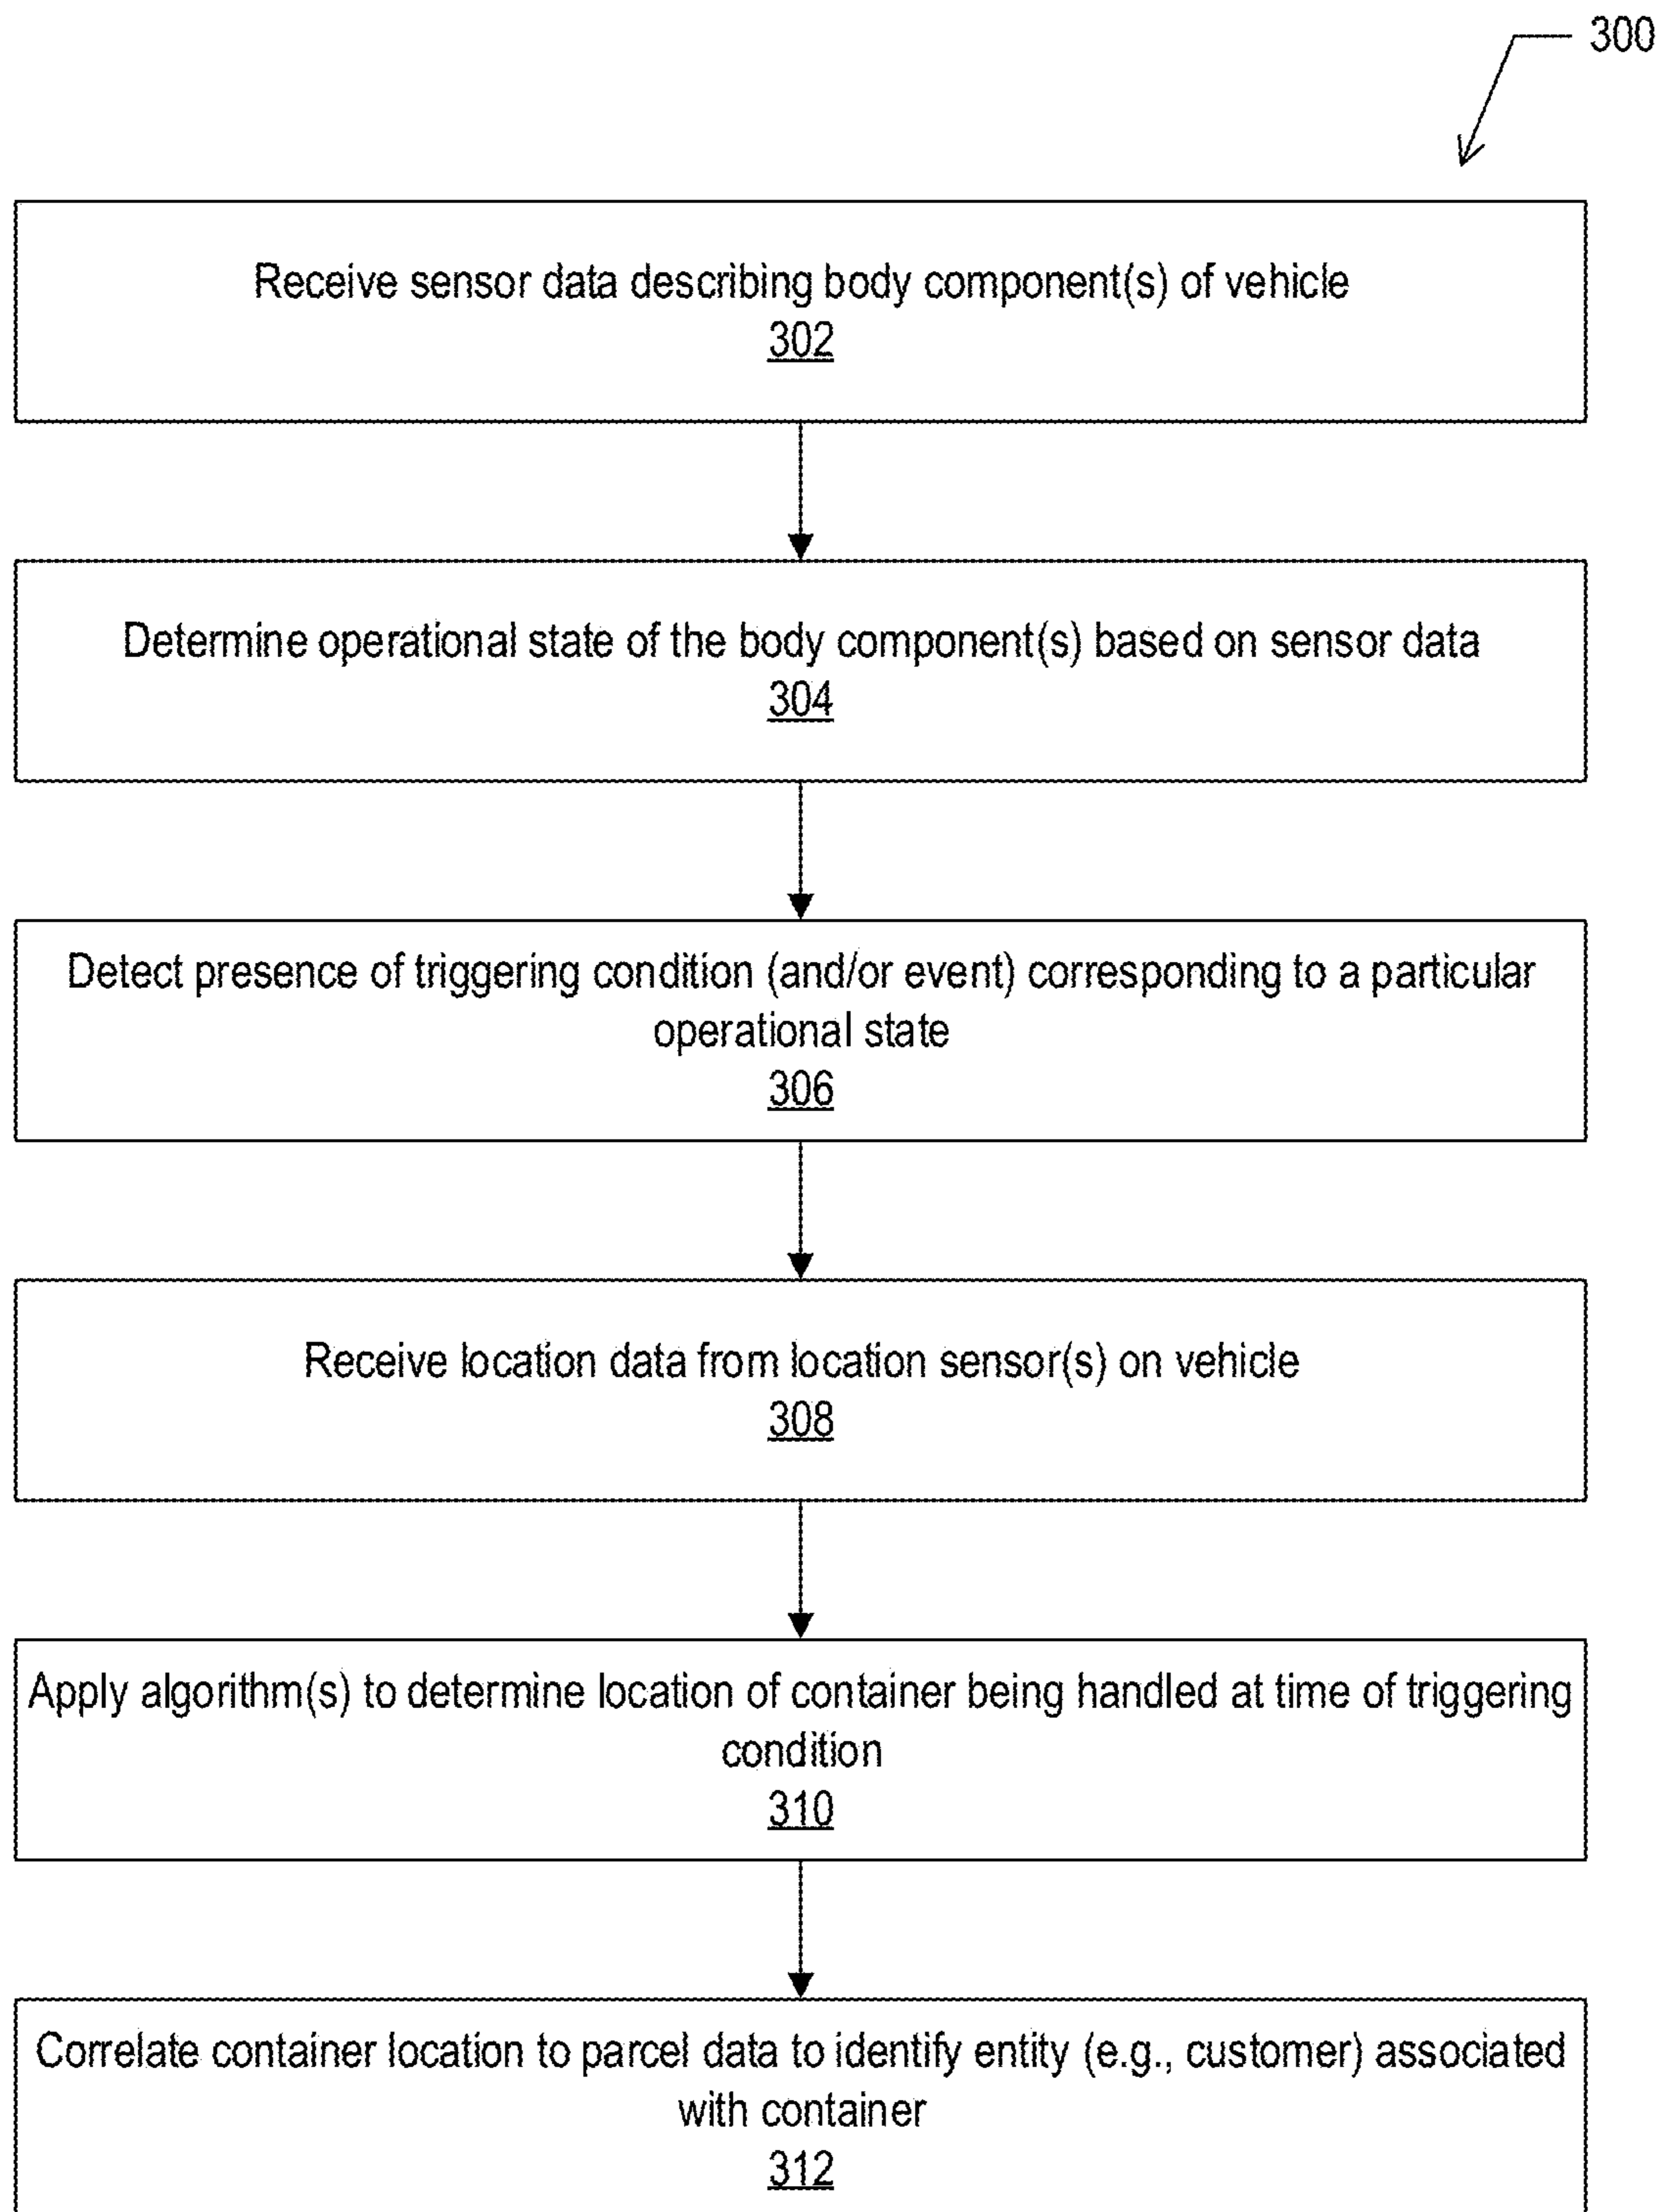 300
Receive sensor data describing body component(s) of vehicle
302
Determine operational state of the body component(s) based on sensor data
304
Detect presence of triggering condition (and/or event) corresponding to a particular
operational state
306
Receive location data from location sensor(s) on vehicle
308
Apply algorithm(s) to determine location of container being handled at time of triggering
condition
310
Correlate container location to parcel data to identify entity (e.g., customer) associated
with container
312